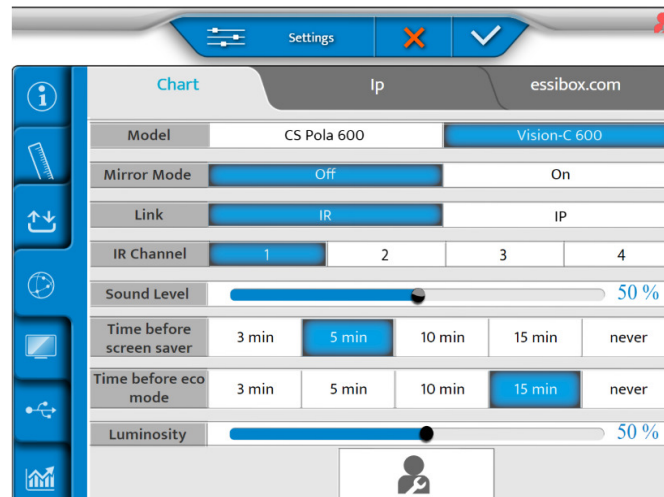 Settings
Chart Ip essibox.com
Model CS Pola 600 Vision-C 600
Mirror Mode Off On
Link IR IP
IR Channel 1 2 3 4
Sound Level 50 %
Time before
screen saver 3 min 5 min 10 min 15 min never
Time before eco
mode 3 min 5 min 10 min 15 min never
Luminosity 50 %